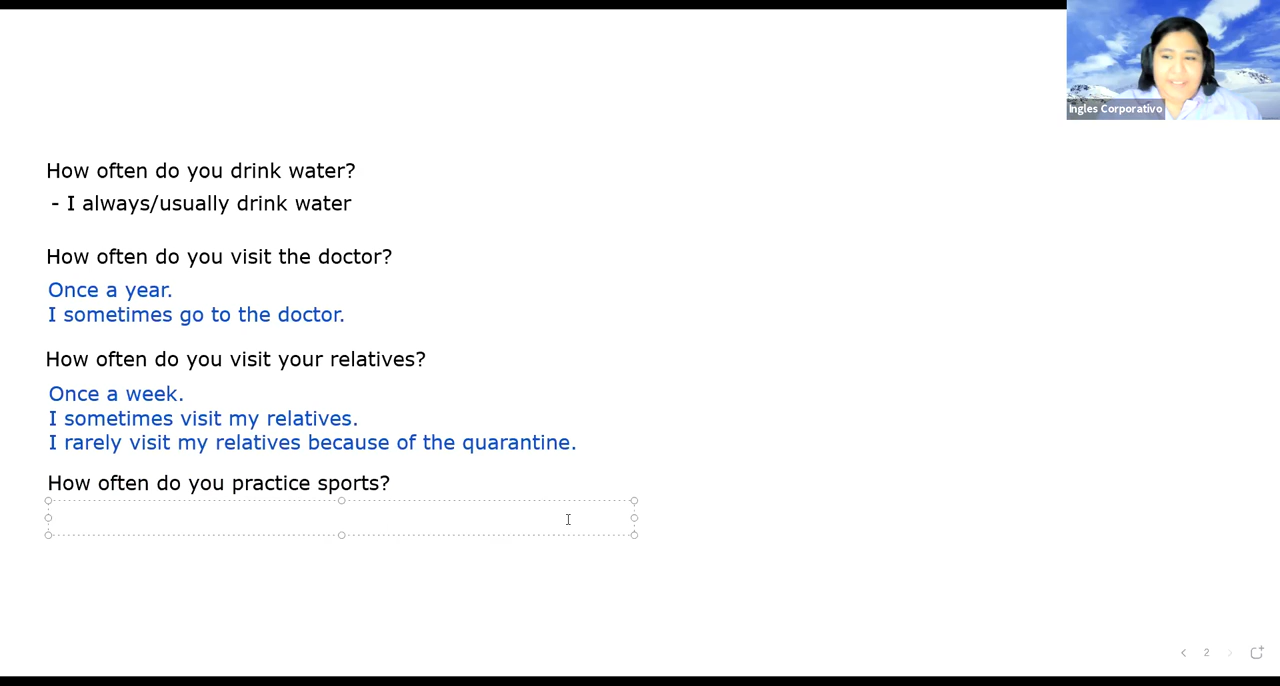 Ingles Corporativo
How often do you drink water?
- I always/usually drink water
How often do you visit the doctor?
Once a year.
I sometimes go to the doctor.
How often do you visit your relatives?
Once a week.
I sometimes visit my relatives.
I rarely visit my relatives because of the quarantine.
How often do you practice sports?
2